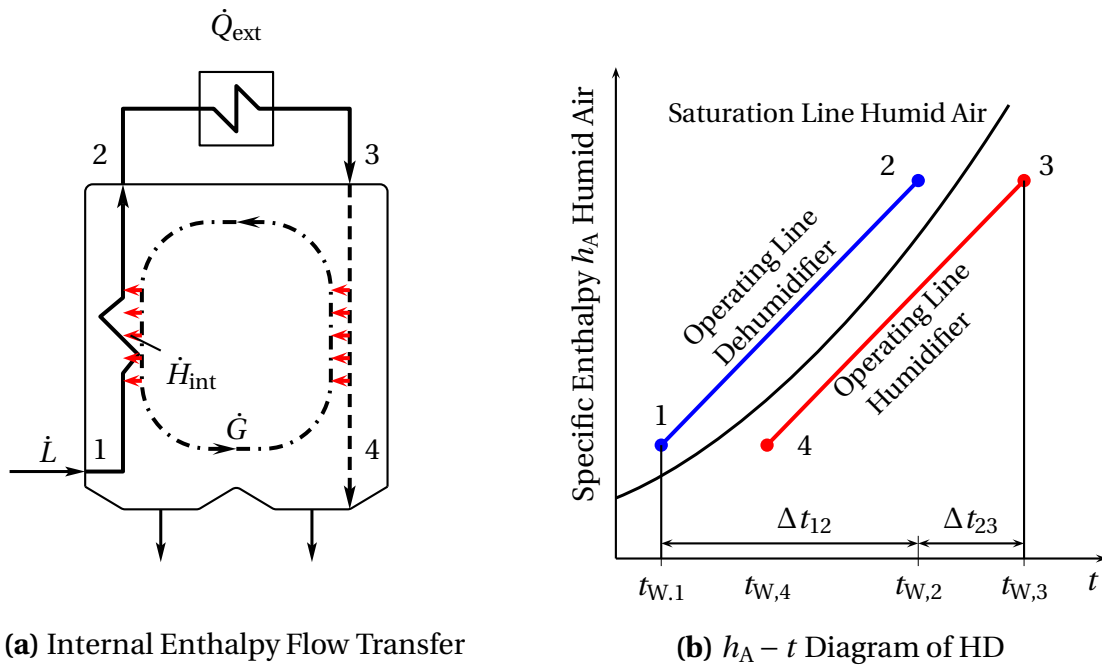 Q̇ext
2
3
Ḣint
Ġ
L̇
1
4
(a) Internal Enthalpy Flow Transfer
Specific Enthalpy hA Humid Air
Saturation Line Humid Air
2
3
Operating Line
Dehumidifier
Operating Line
Humidifier
1
4
Δt12
Δt23
tW.1
tW,4
tW,2
tW,3
t
(b) hA − t Diagram of HD